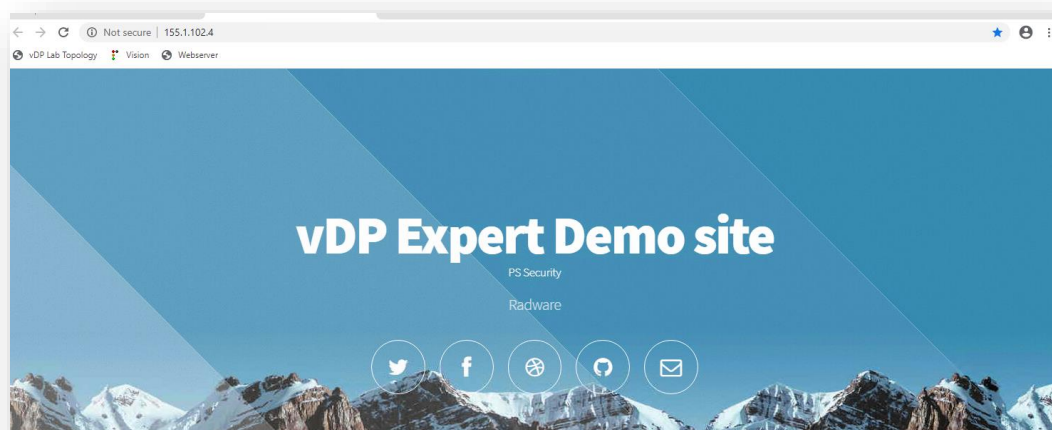 Not secure | 155.1.102.4
vDP Lab Topology Vision Webserver
vDP Expert Demo site
PS Security
Radware